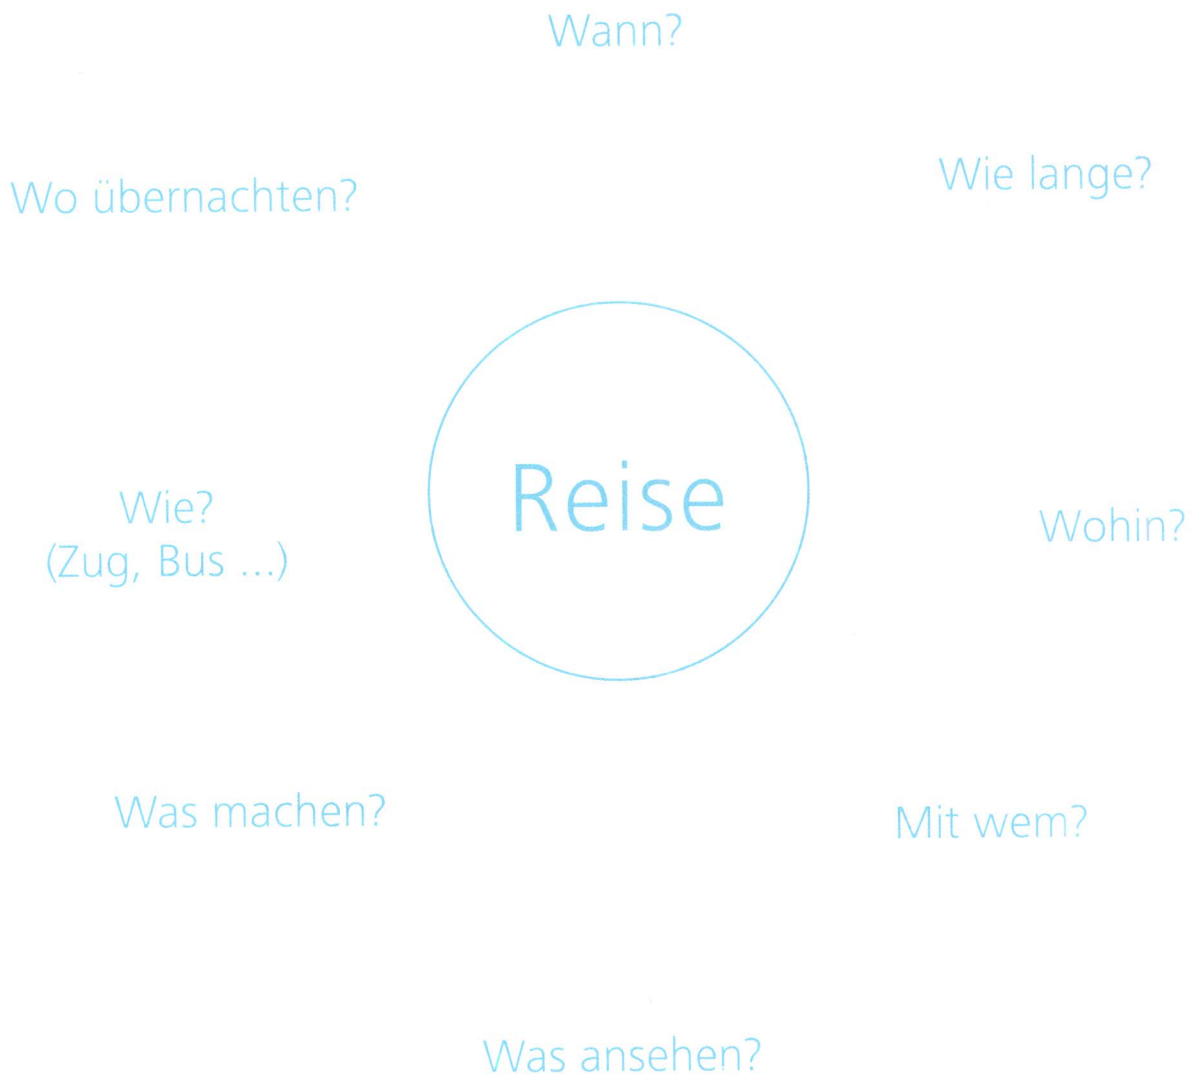 Wann?
Wo übernachten?
Wie lange?
Reise
Wie?
(Zug, Bus ...)
Wohin?
Was machen?
Mit wem?
Was ansehen?